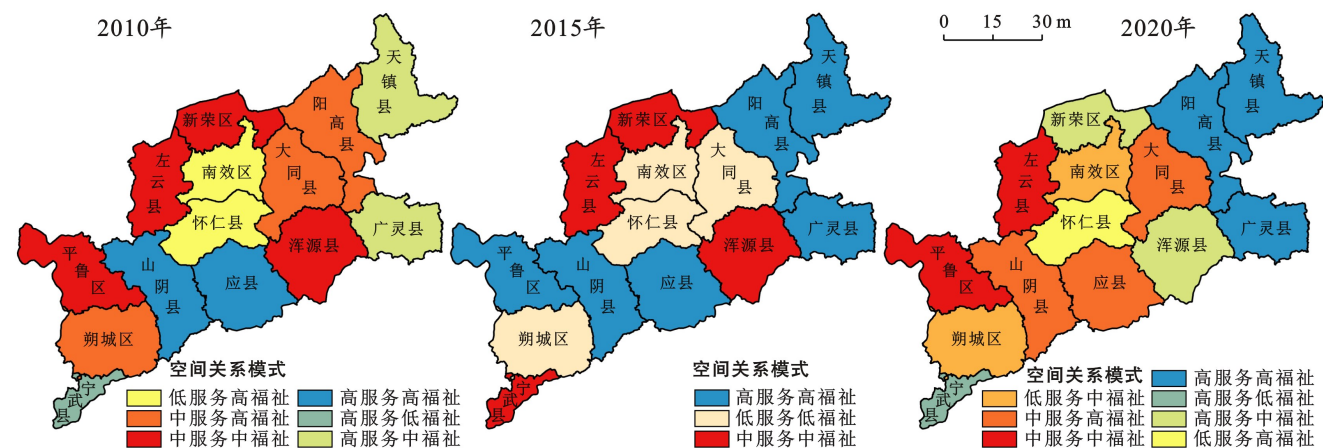 2010年
天镇县
阳高县
新荣区
大同县
左云县
南效区
怀仁县
广灵县
浑源县
平鲁区
山阴县
应县
朔城区
宁武县
空间关系模式
低服务高福祉
高服务高福祉
中服务高福祉
高服务低福祉
中服务中福祉
高服务中福祉
2015年
天镇县
阳高县
新荣区
大同县
左云县
南效区
怀仁县
广灵县
浑源县
平鲁区
山阴县
应县
朔城区
宁武县
空间关系模式
高服务高福祉
低服务低福祉
中服务中福祉
0 15 30 m
2020年
天镇县
阳高县
新荣区
大同县
左云县
南效区
怀仁县
广灵县
浑源县
平鲁区
山阴县
应县
朔城区
宁武县
空间关系模式
高服务高福祉
低服务中福祉
高服务低福祉
中服务高福祉
高服务中福祉
中服务中福祉
低服务高福祉